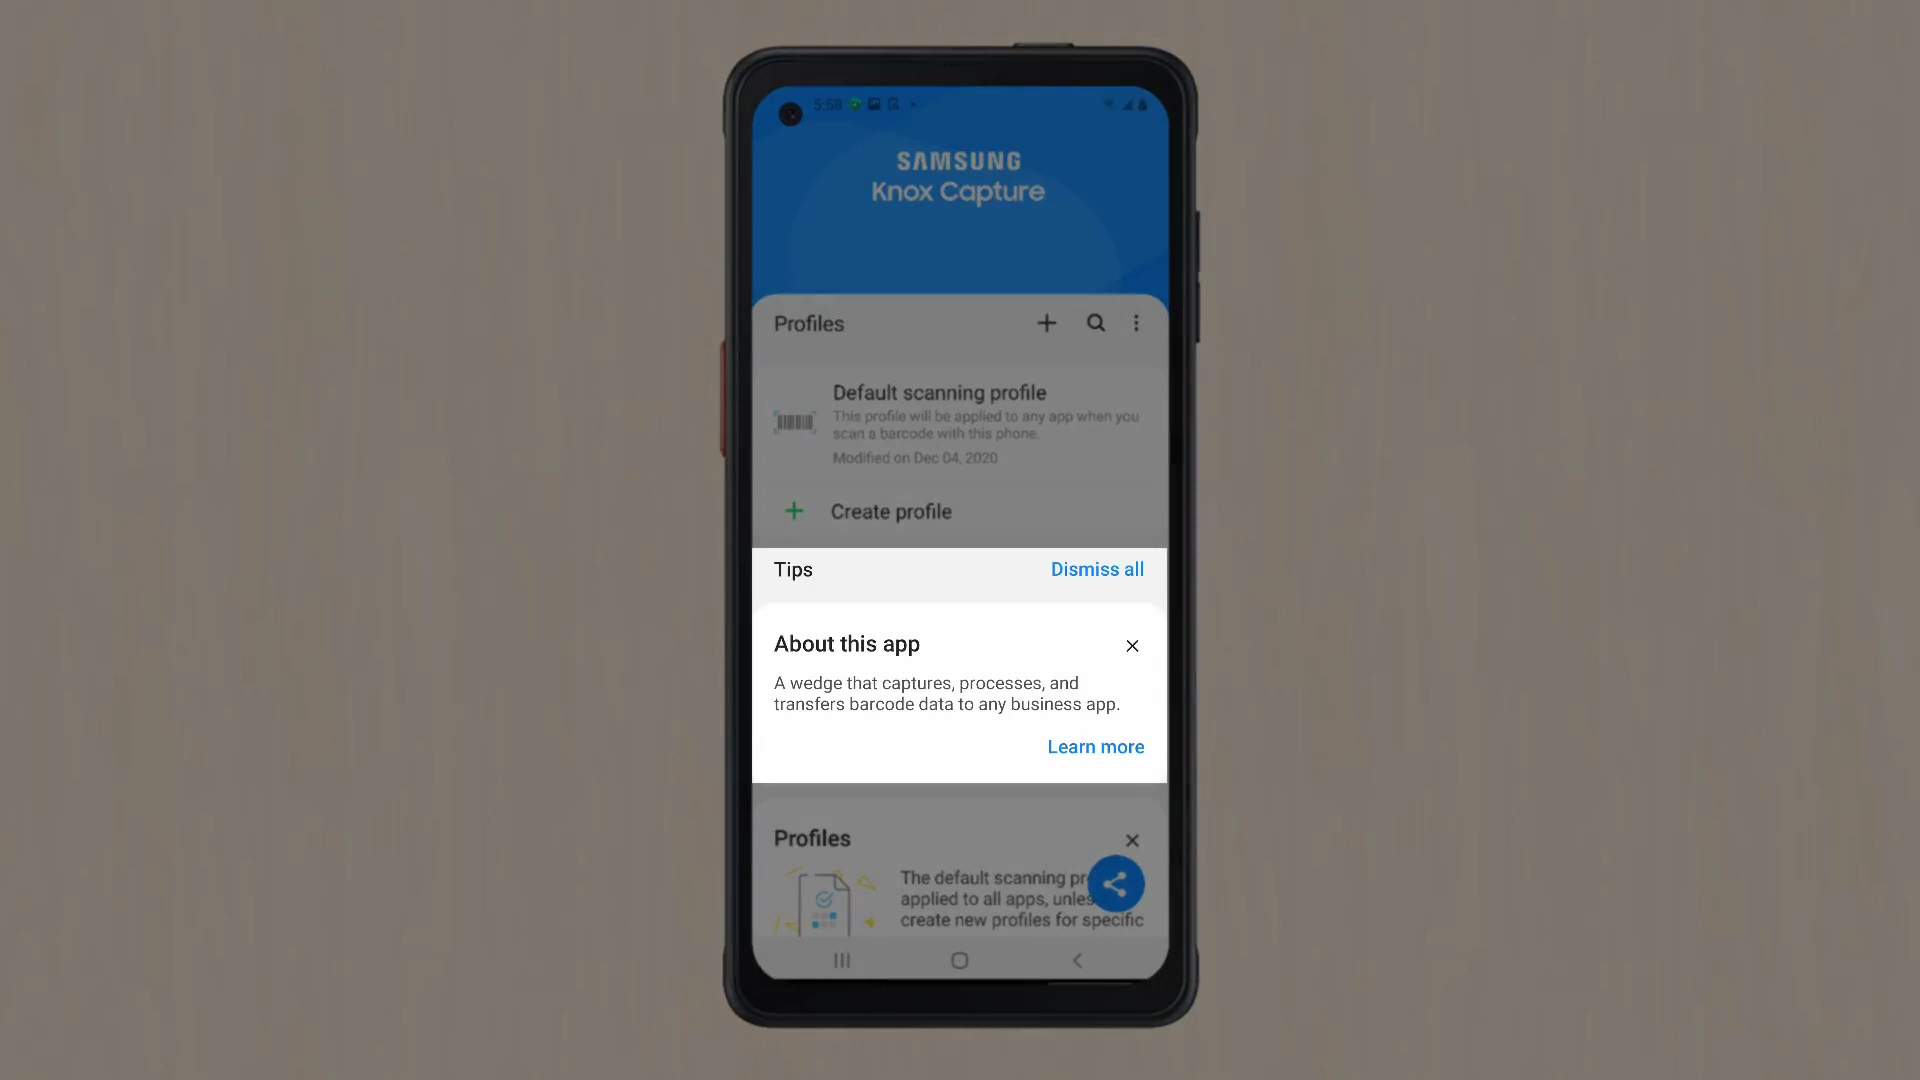 5:58
SAMSUNG
Knox Capture
Profiles
Default scanning profile
This profile will be applied to any app when you
scan a barcode with this phone.
Modified on Dec 04, 2020
Create profile
Tips
Dismiss all
About this app
A wedge that captures, processes, and
transfers barcode data to any business app.
Learn more
Profiles
The default scanning pr
applied to all apps, unles
create new profiles for specific